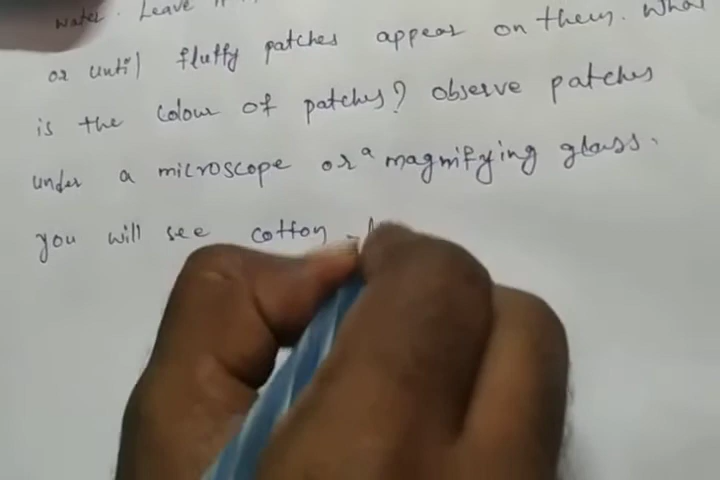 water. Leave it
or until fluffy patches appear on them. What
is the colour of patches? observe patches
under a microscope or a magnifying glass.
you will see cotton -